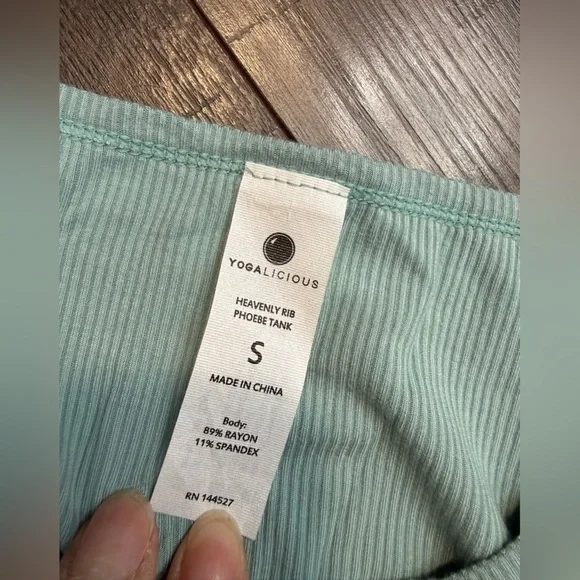 YOGALICIOUS
HEAVENLY RIB
PHOEBE TANK
S
MADE IN CHINA
Body:
89% RAYON
11% SPANDEX
RN 144527